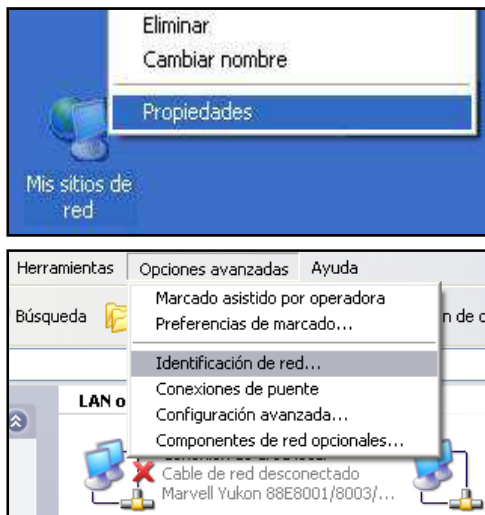 Eliminar
Cambiar nombre
Propiedades
Mis sitios de
red
Herramientas Opciones avanzadas Ayuda
Búsqueda
Marcado asistido por operadora
Preferencias de marcado...
n de c
Identificación de red...
Conexiones de puente
LAN o
Configuración avanzada...
Componentes de red opcionales...
Cable de red desconectado
Marvell Yukon 88E8001/8003/...